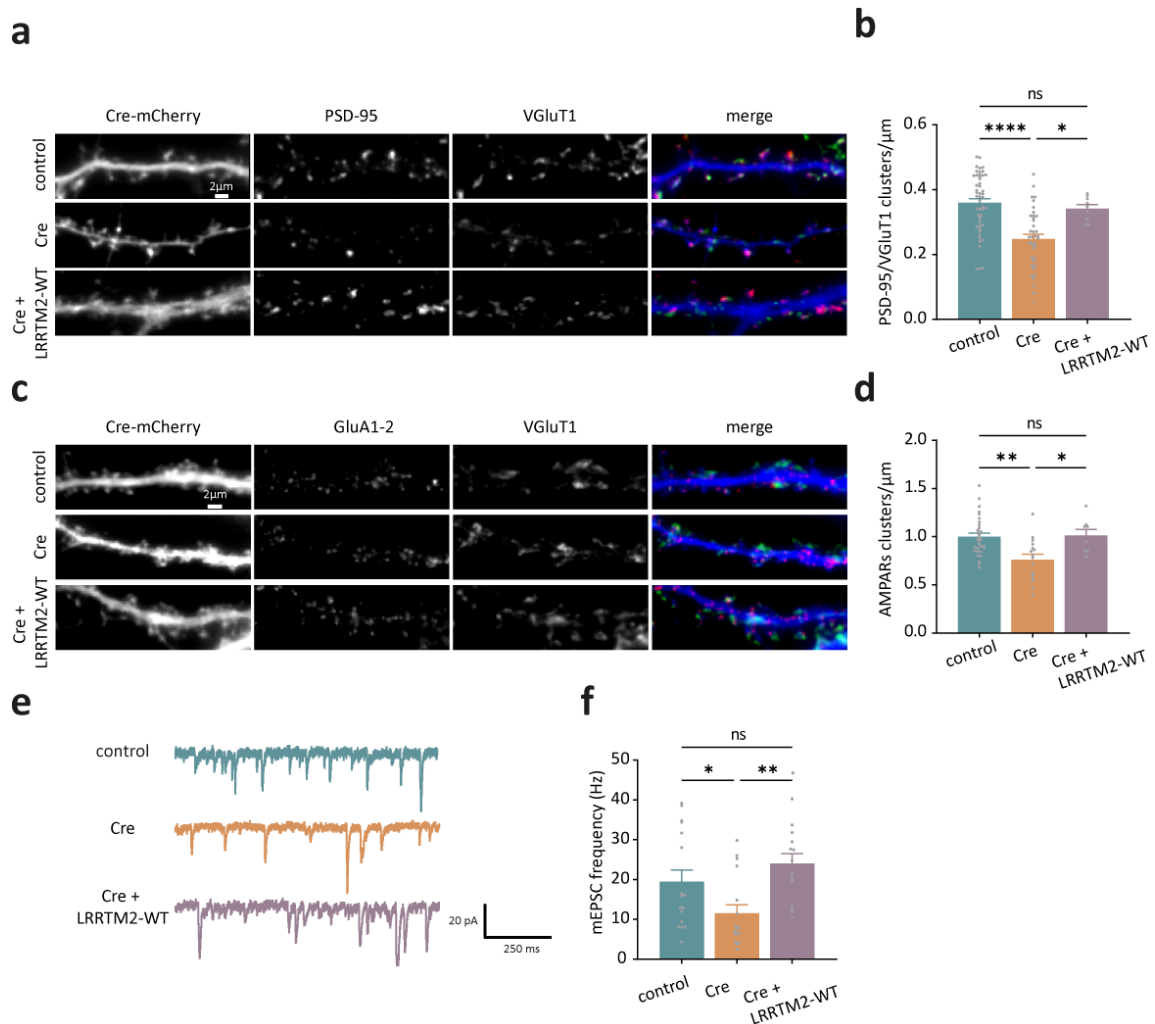 a
Cre-mCherry
PSD-95
VGluT1
merge
control
2µm
Cre
Cre +
LRRTM2-WT
b
PSD-95/VGluT1 clusters/µm
0.6
0.4
0.2
0.0
ns
****
*
control
Cre
Cre +
LRRTM2-WT
c
Cre-mCherry
GluA1-2
VGluT1
merge
control
2µm
Cre
Cre +
LRRTM2-WT
d
AMPARs clusters/µm
2.0
1.5
1.0
0.5
0.0
ns
**
*
control
Cre
Cre +
LRRTM2-WT
e
control
Cre
Cre +
LRRTM2-WT
20 pA
250 ms
f
mEPSC frequency (Hz)
50
40
30
20
10
0
ns
*
**
control
Cre
Cre +
LRRTM2-WT